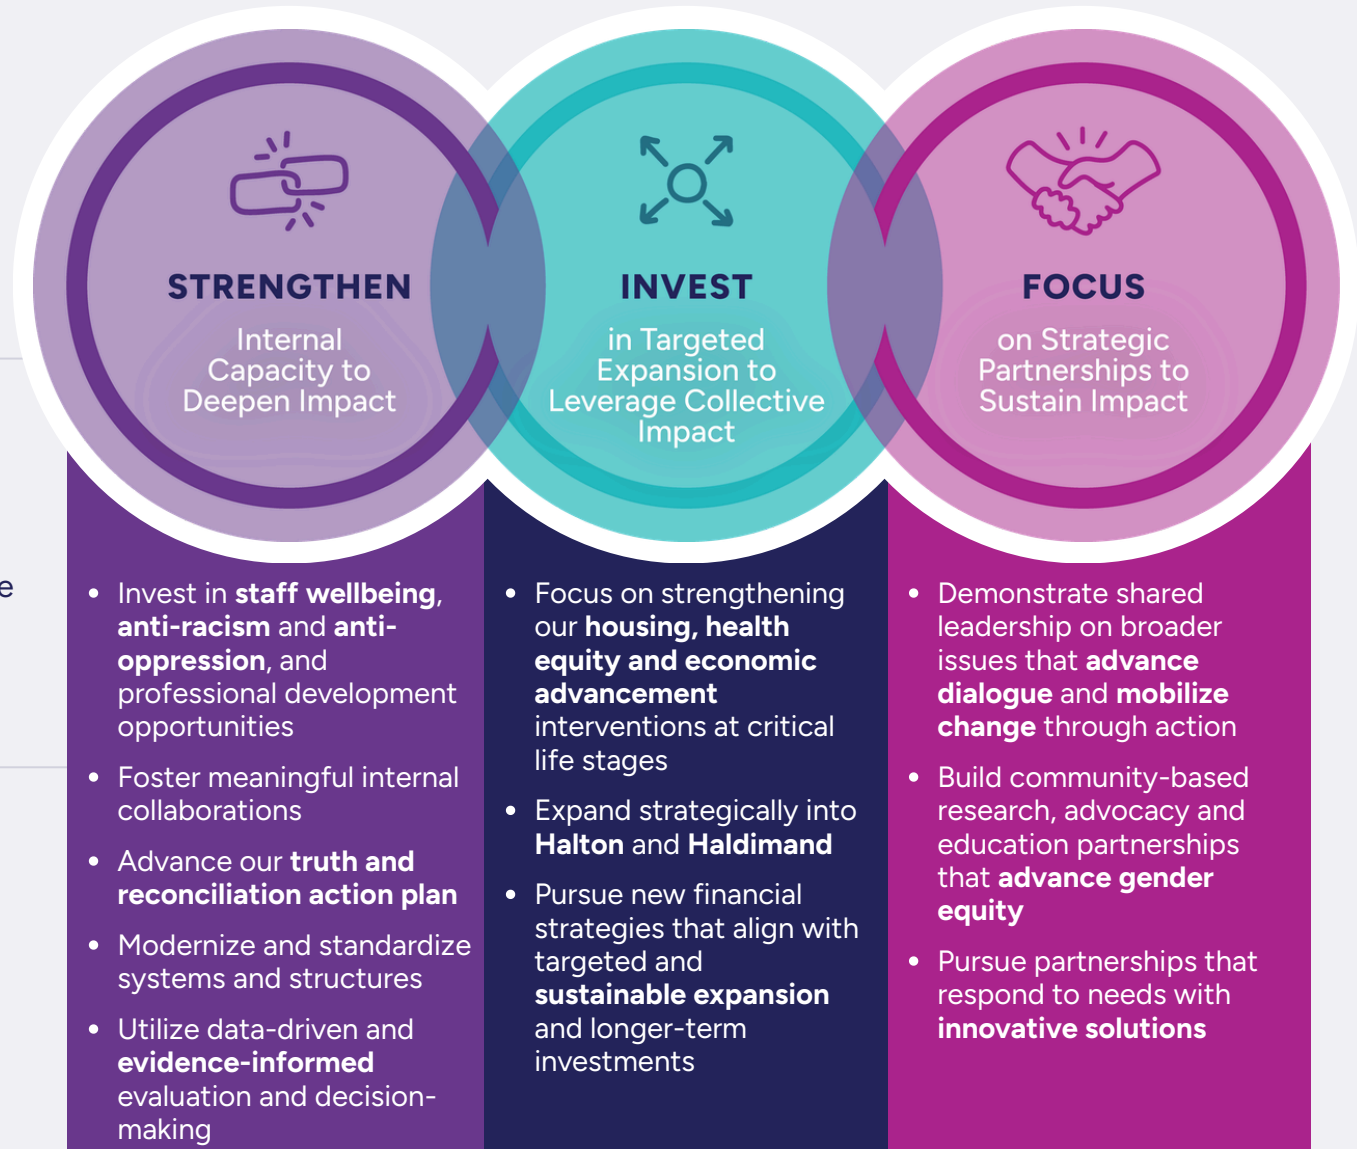 STRENGTHEN
Internal
Capacity to
Deepen Impact
INVEST
in Targeted
Expansion to
Leverage Collective
Impact
FOCUS
on Strategic
Partnerships to
Sustain Impact
e
• Invest in staff wellbeing,
anti-racism and anti-
oppression, and
professional development
opportunities
• Foster meaningful internal
collaborations
• Advance our truth and
reconciliation action plan
• Modernize and standardize
systems and structures
• Utilize data-driven and
evidence-informed
evaluation and decision-
making
• Focus on strengthening
our housing, health
equity and economic
advancement
interventions at critical
life stages
• Expand strategically into
Halton and Haldimand
• Pursue new financial
strategies that align with
targeted and
sustainable expansion
and longer-term
investments
• Demonstrate shared
leadership on broader
issues that advance
dialogue and mobilize
change through action
• Build community-based
research, advocacy and
education partnerships
that advance gender
equity
• Pursue partnerships that
respond to needs with
innovative solutions